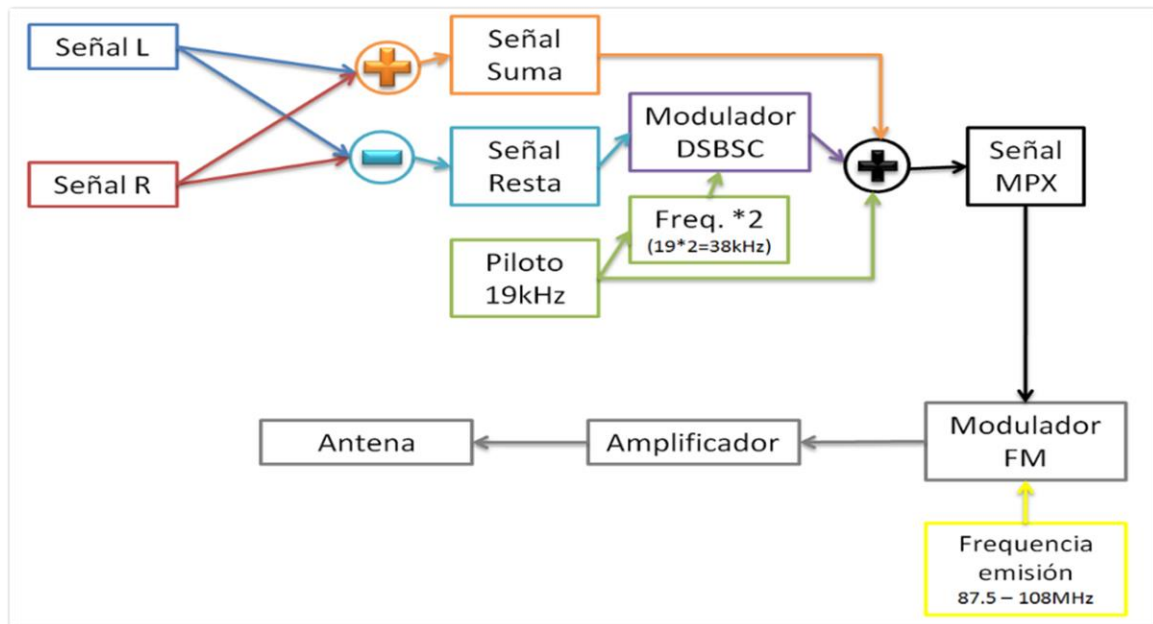 Señal L
Señal
Suma
Modulador
DSBSC
Señal
MPX
Señal R
Señal
Resta
Freq. *2
(19*2=38kHz)
Piloto
19kHz
Antena
Amplificador
Modulador
FM
Frequencia
emisión
87.5 – 108MHz